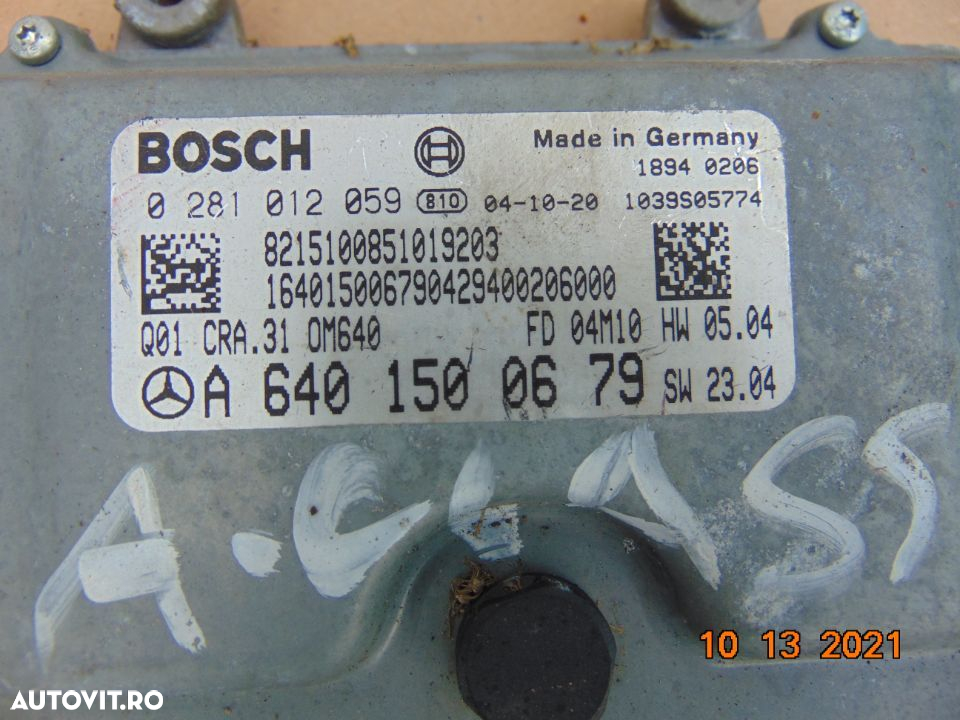 BOSCH
Made in Germany
1894 0206
0 281 012 059 810 04-10-20 1039S05774
8215100851019203
164015006790429400206000
Q01 CRA.31 OM640 FD 04M10 HW 05.04
A 640 150 06 79 SW 23.04
A.CLASS
10 13 2021
AUTOVIT.RO